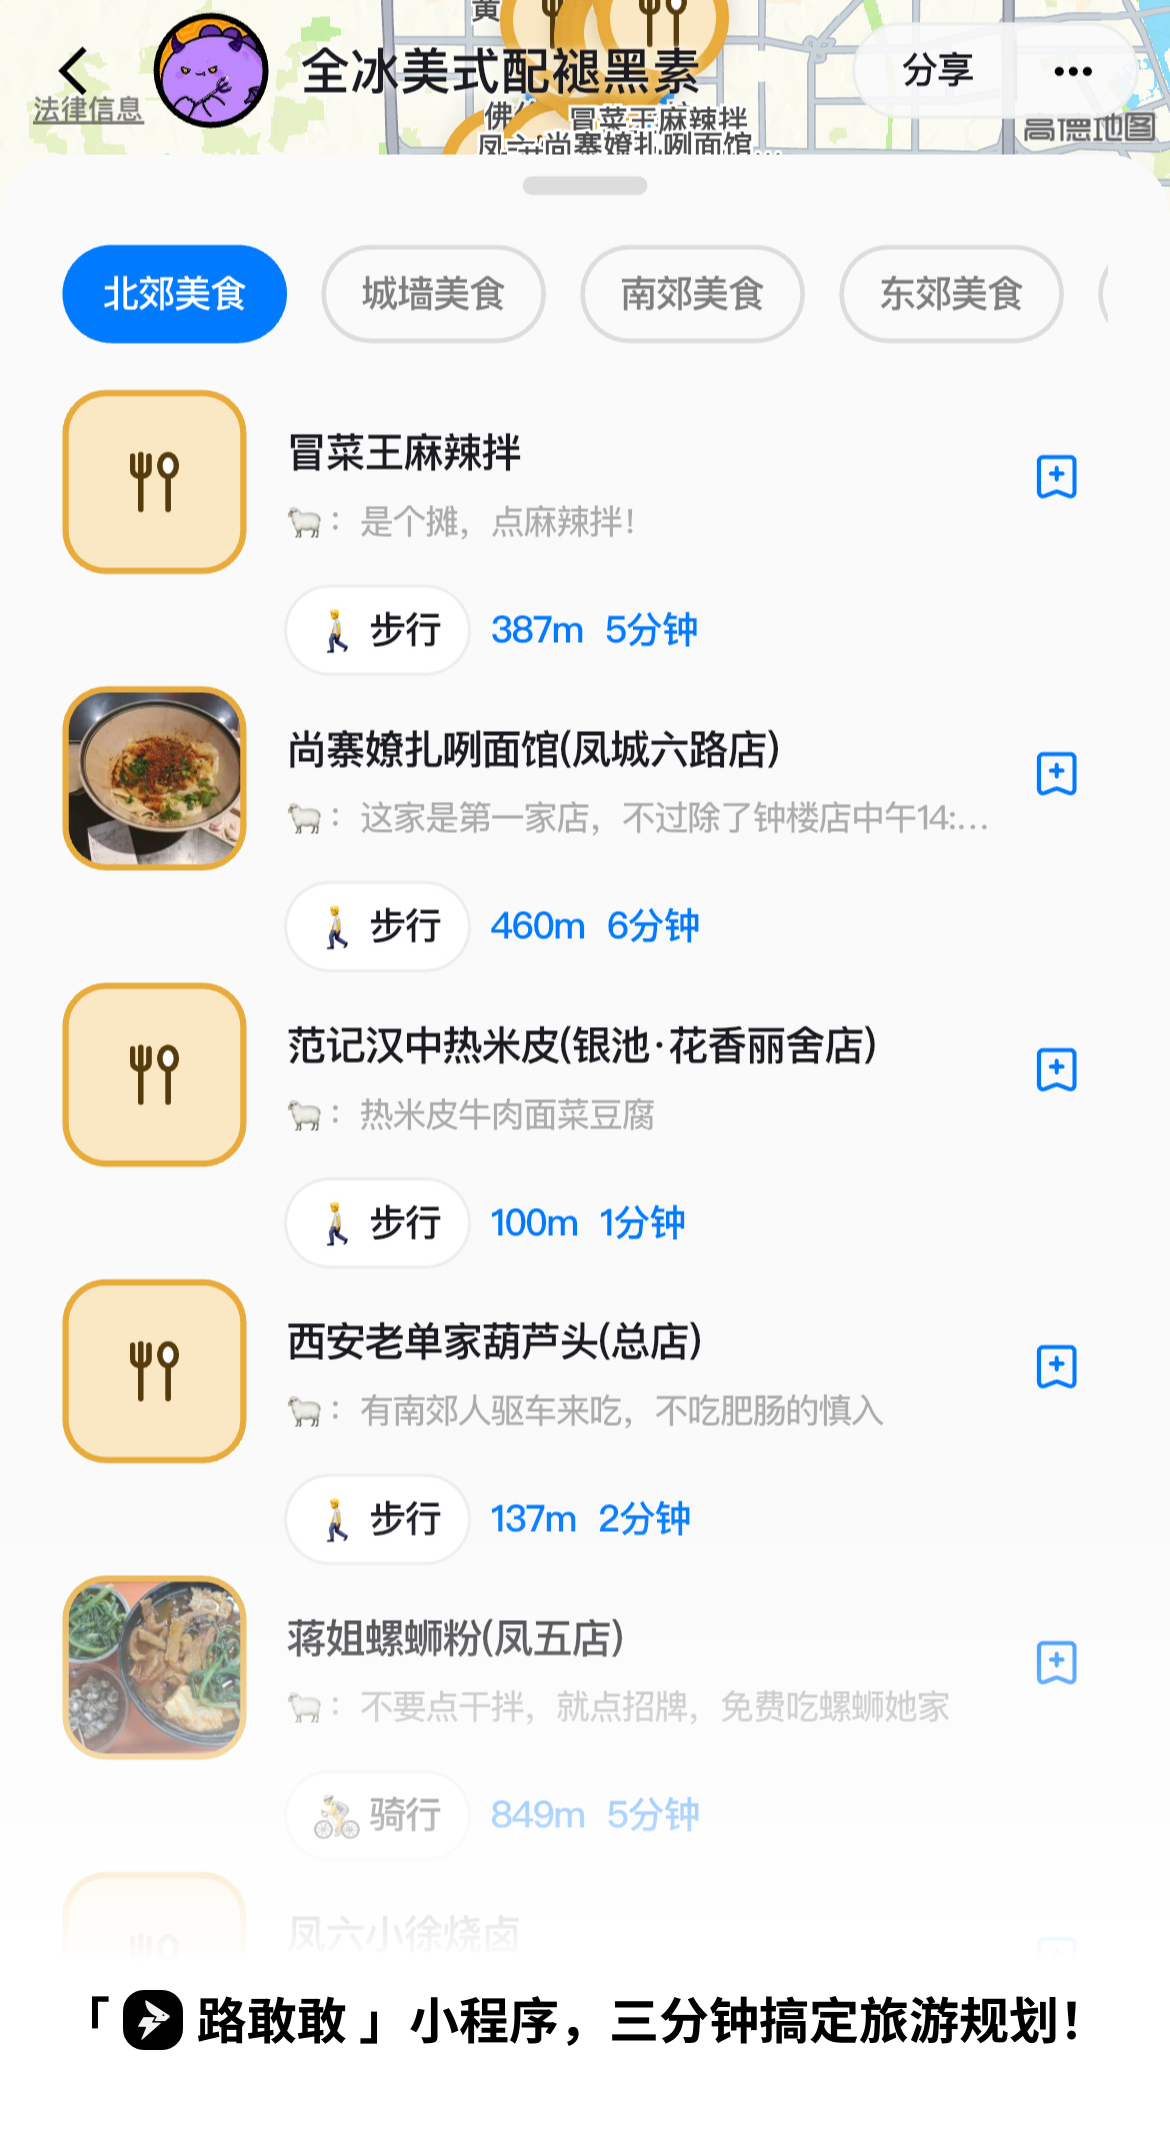 黄
全冰美式配褪黑素
分享
法律信息
冒菜王麻辣拌
高德地图
尚寨嫽扎咧面馆
北郊美食
城墙美食
南郊美食
东郊美食
冒菜王麻辣拌
🐑：是个摊，点麻辣拌！
步行 387m 5分钟
尚寨嫽扎咧面馆(凤城六路店)
🐑：这家是第一家店，不过除了钟楼店中午14:...
步行 460m 6分钟
范记汉中热米皮(银池·花香丽舍店)
🐑：热米皮牛肉面菜豆腐
步行 100m 1分钟
西安老单家葫芦头(总店)
🐑：有南郊人驱车来吃，不吃肥肠的慎入
步行 137m 2分钟
蒋姐螺蛳粉(凤五店)
🐑：不要点干拌，就点招牌，免费吃螺蛳她家
骑行 849m 5分钟
凤六小徐烧卤
「路敢敢」小程序，三分钟搞定旅游规划！